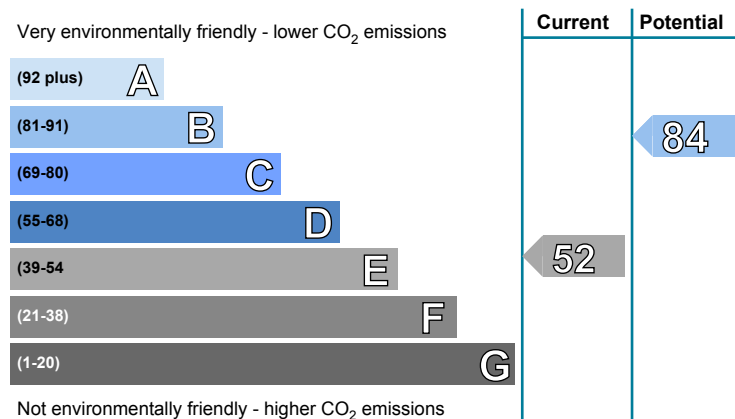 Very environmentally friendly - lower CO2 emissions
Current
Potential
(92 plus) A
(81-91) B
84
(69-80) C
(55-68) D
(39-54 E
52
(21-38) F
(1-20) G
Not environmentally friendly - higher CO2 emissions